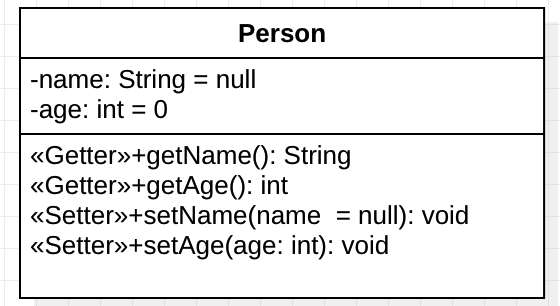 Person
-name: String = null
-age: int = 0
«Getter»+getName(): String
«Getter»+getAge(): int
«Setter»+setName(name  = null): void
«Setter»+setAge(age: int): void